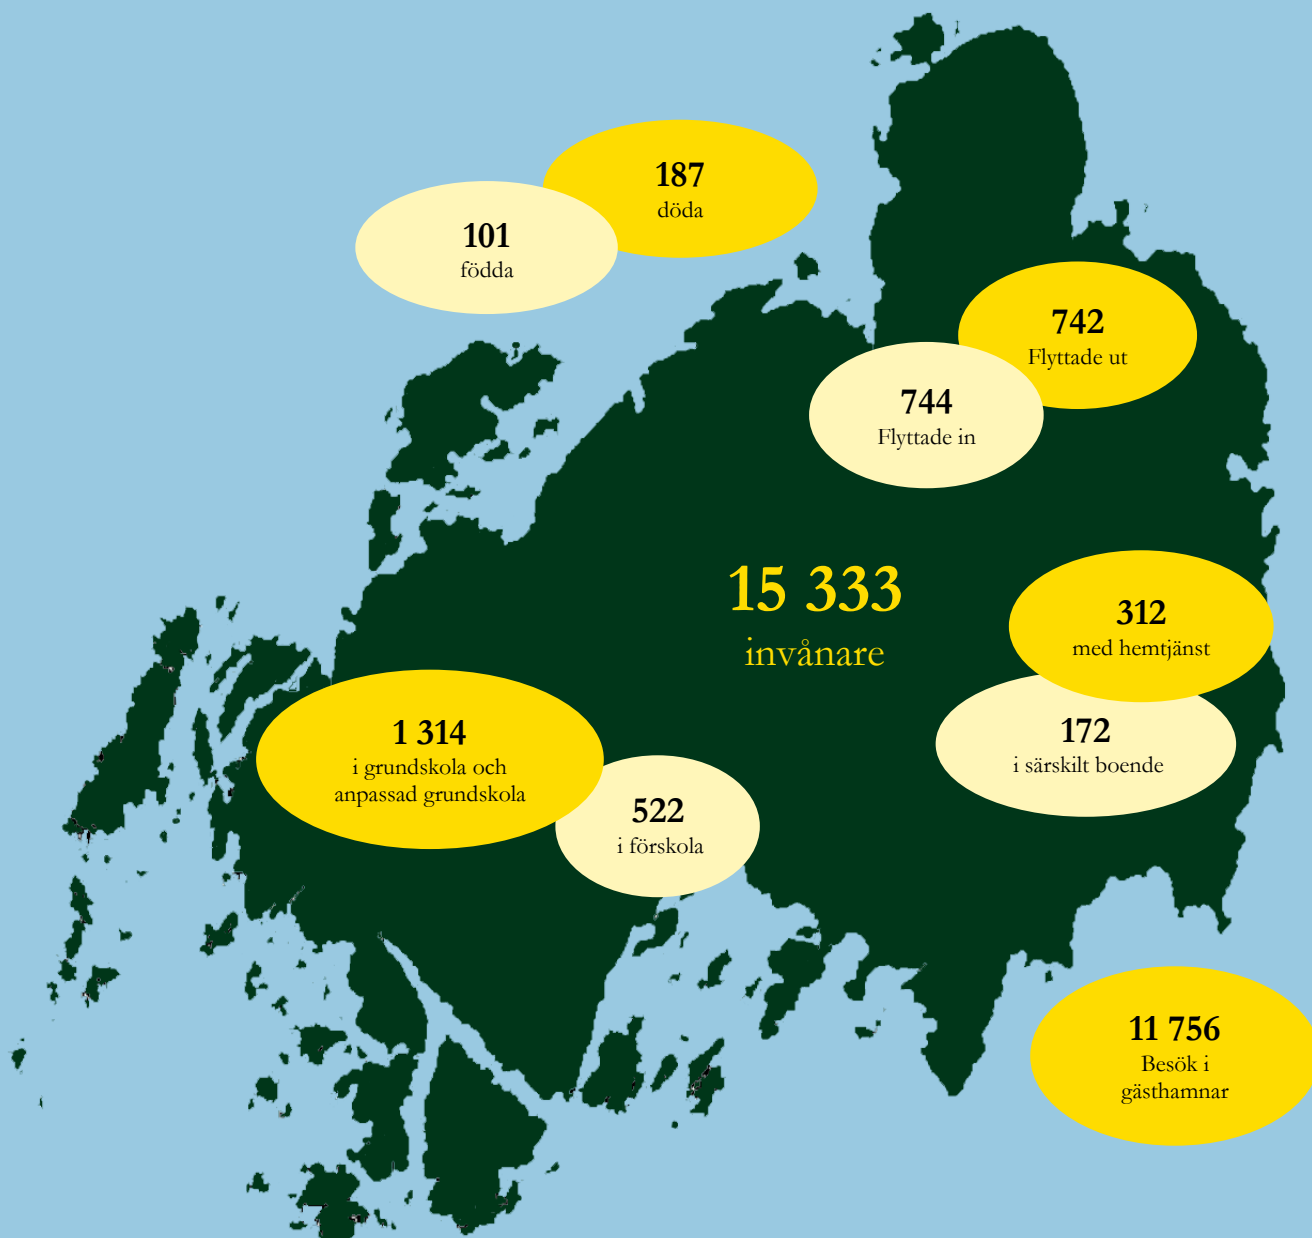 187
döda
101
födda
742
Flyttade ut
744
Flyttade in
15 333
invånare
312
med hemtjänst
172
i särskilt boende
1 314
i grundskola och
anpassad grundskola
522
i förskola
11 756
Besök i
gästhamnar